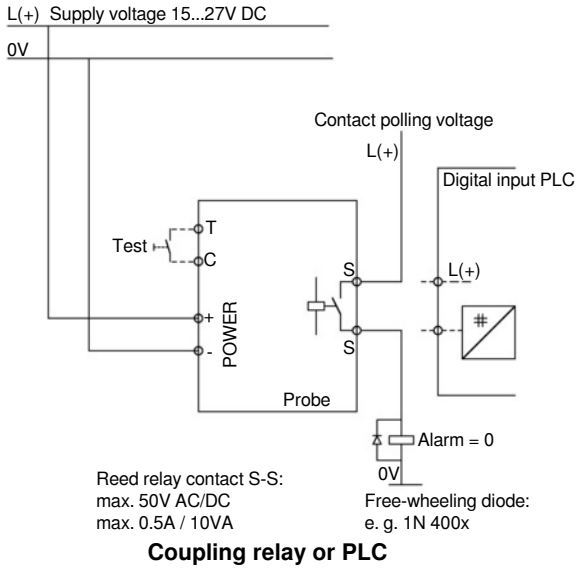 L(+) Supply voltage 15...27V DC
0V
Contact polling voltage
L(+)
Digital input PLC
T
Test
C
S
L(+)
+
POWER
#
-
S
Probe
Alarm = 0
0V
Reed relay contact S-S:
max. 50V AC/DC
max. 0.5A / 10VA
Free-wheeling diode:
e. g. 1N 400x
Coupling relay or PLC